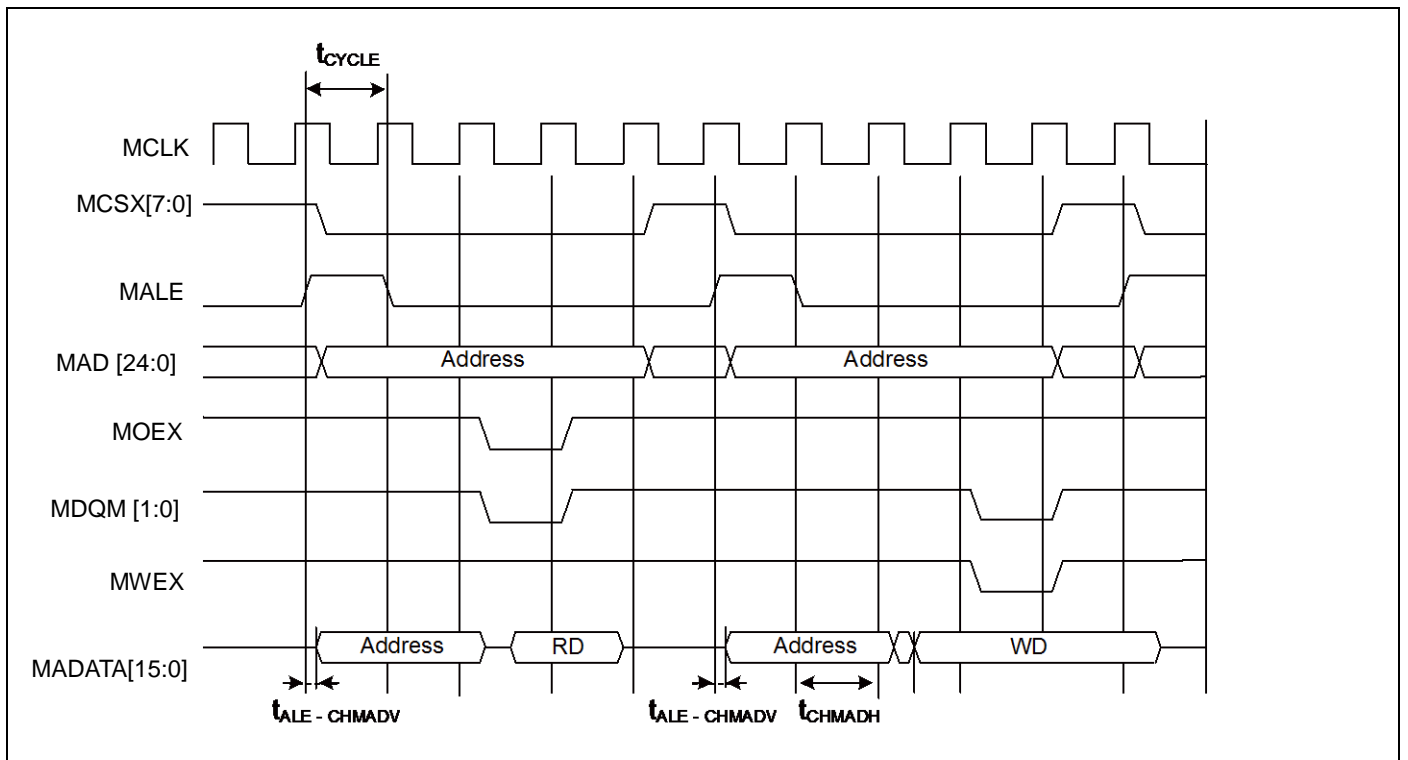 tCYCLE
MCLK
MCSX[7:0]
MALE
MAD [24:0]
Address
Address
MOEX
MDQM [1:0]
MWEX
MADATA[15:0]
Address
RD
Address
WD
tALE - CHMADV
tALE - CHMADV
tCHMADH